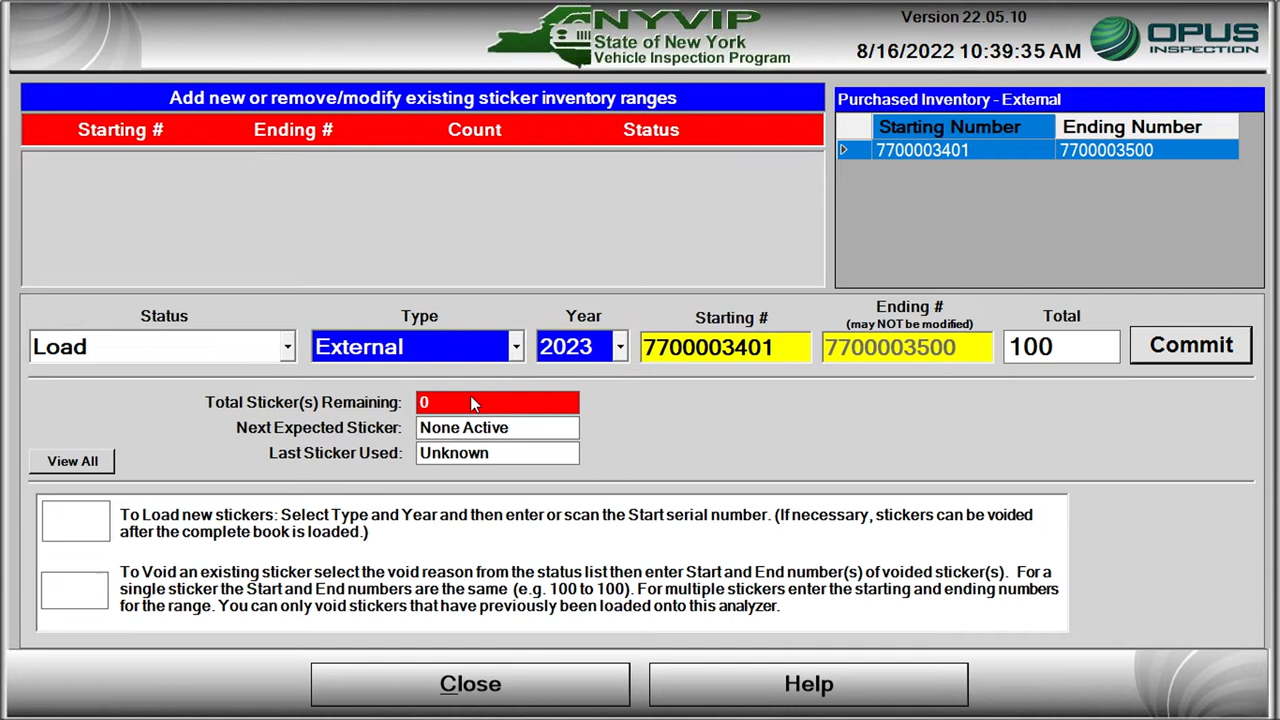 NYVIP
State of New York
Vehicle Inspection Program
Version 22.05.10
8/16/2022 10:39:35 AM
OPUS
INSPECTION
Add new or remove/modify existing sticker inventory ranges
Starting # Ending # Count Status
Purchased Inventory - External
Starting Number Ending Number
7700003401 7700003500
Status Type Year Starting # Ending # Total
(may NOT be modified)
Load External 2023 7700003401 7700003500 100 Commit
Total Sticker(s) Remaining: 0
Next Expected Sticker: None Active
Last Sticker Used: Unknown
View All
To Load new stickers: Select Type and Year and then enter or scan the Start serial number. (If necessary, stickers can be voided
after the complete book is loaded.)
To Void an existing sticker select the void reason from the status list then enter Start and End number(s) of voided sticker(s). For a
single sticker the Start and End numbers are the same (e.g. 100 to 100). For multiple stickers enter the starting and ending numbers
for the range. You can only void stickers that have previously been loaded onto this analyzer.
Close Help